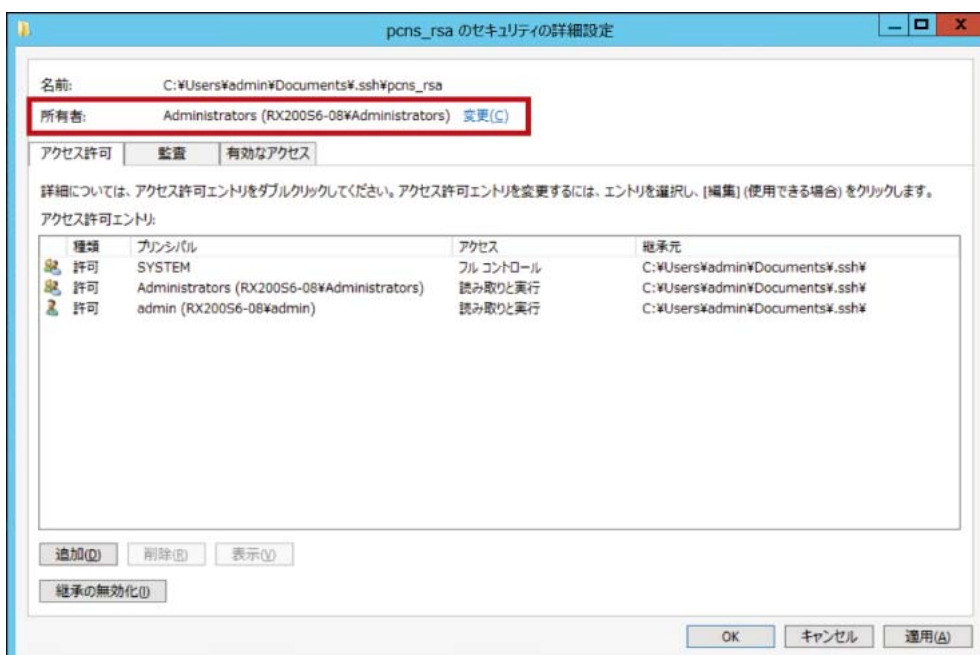 pcns_rsa のセキュリティの詳細設定
名前: C:¥Users¥admin¥Documents¥.ssh¥pcns_rsa
所有者: Administrators (RX200S6-08¥Administrators) 変更(C)
アクセス許可 監査 有効なアクセス
詳細については、アクセス許可エントリをダブルクリックしてください。アクセス許可エントリを変更するには、エントリを選択し、[編集] (使用できる場合) をクリックします。
アクセス許可エントリ:
種類 プリンシパル アクセス 継承元
許可 SYSTEM フル コントロール C:¥Users¥admin¥Documents¥.ssh¥
許可 Administrators (RX200S6-08¥Administrators) 読み取りと実行 C:¥Users¥admin¥Documents¥.ssh¥
許可 admin (RX200S6-08¥admin) 読み取りと実行 C:¥Users¥admin¥Documents¥.ssh¥
追加(D) 削除(R) 表示(V)
継承の無効化(I)
OK キャンセル 適用(A)